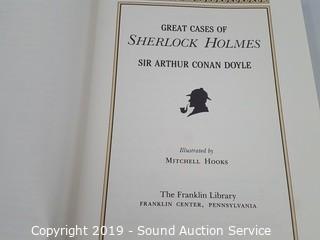 GREAT CASES OF
SHERLOCK HOLMES
SIR ARTHUR CONAN DOYLE
Illustrated by
MITCHELL HOOKS
The Franklin Library
FRANKLIN CENTER, PENNSYLVANIA
Copyright 2019 - Sound Auction Service